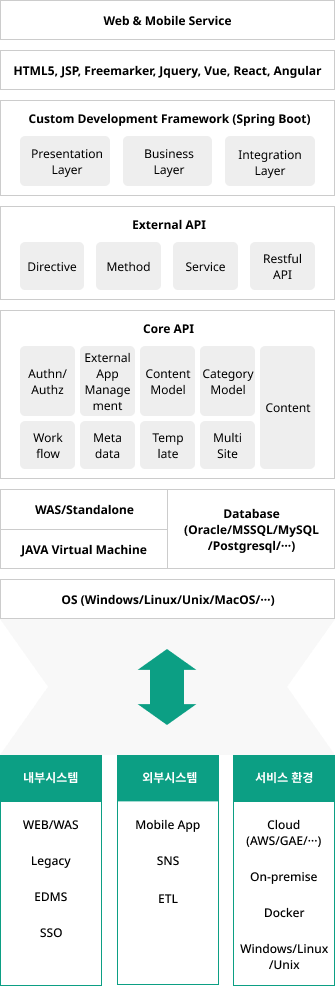 Web & Mobile Service
HTML5, JSP, Freemarker, Jquery, Vue, React, Angular
Custom Development Framework (Spring Boot)
Presentation
Layer
Business
Layer
Integration
Layer
External API
Directive
Method
Service
Restful
API
Core API
Authn/
Authz
External
App
Manage
ment
Content
Model
Category
Model
Content
Work
flow
Meta
data
Temp
late
Multi
Site
WAS/Standalone
JAVA Virtual Machine
Database
(Oracle/MSSQL/MySQL
/Postgresql/···)
OS (Windows/Linux/Unix/MacOS/···)
내부시스템
WEB/WAS
Legacy
EDMS
SSO
외부시스템
Mobile App
SNS
ETL
서비스 환경
Cloud
(AWS/GAE/···)
On-premise
Docker
Windows/Linux
/Unix